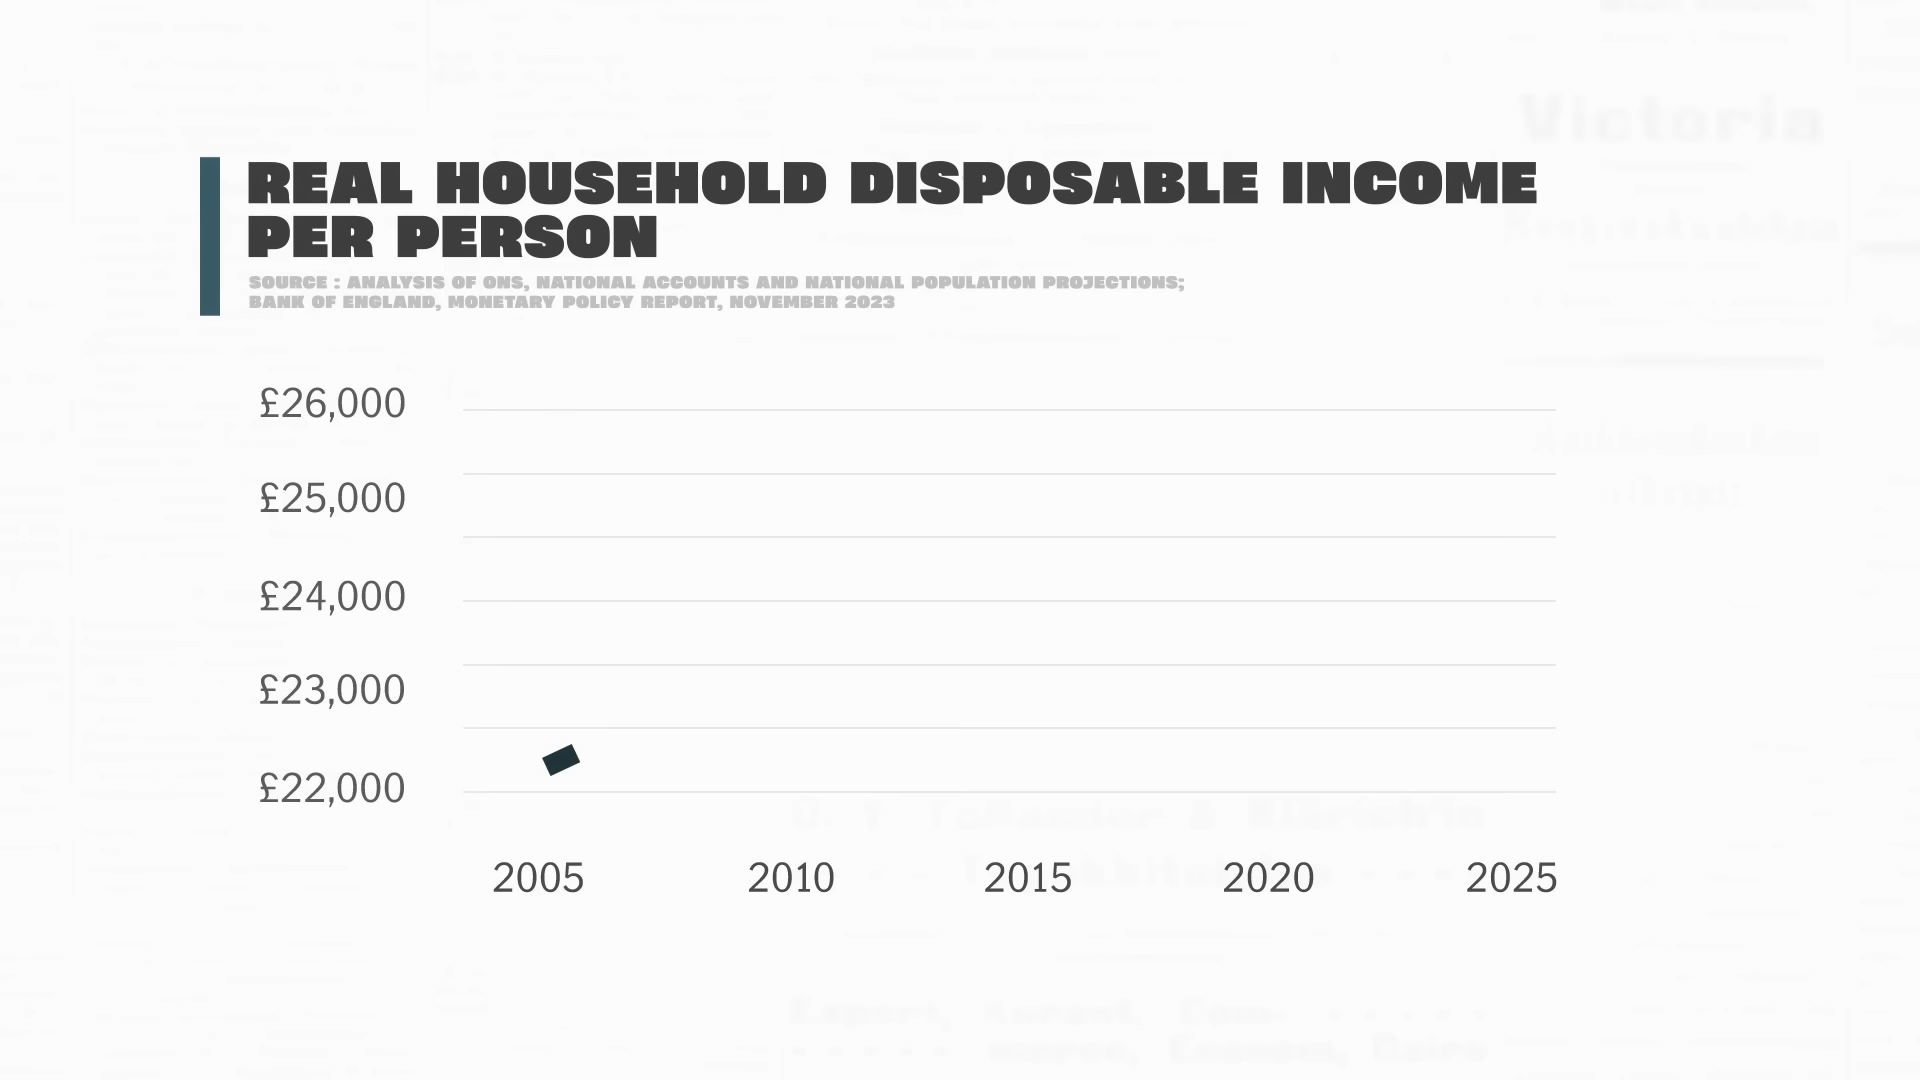 Victoria
REAL HOUSEHOLD DISPOSABLE INCOME
PER PERSON
SOURCE : ANALYSIS OF ONS, NATIONAL ACCOUNTS AND NATIONAL POPULATION PROJECTIONS;
BANK OF ENGLAND, MONETARY POLICY REPORT, NOVEMBER 2023
£26,000
£25,000
£24,000
£23,000
£22,000
2005 2010 2015 2020 2025